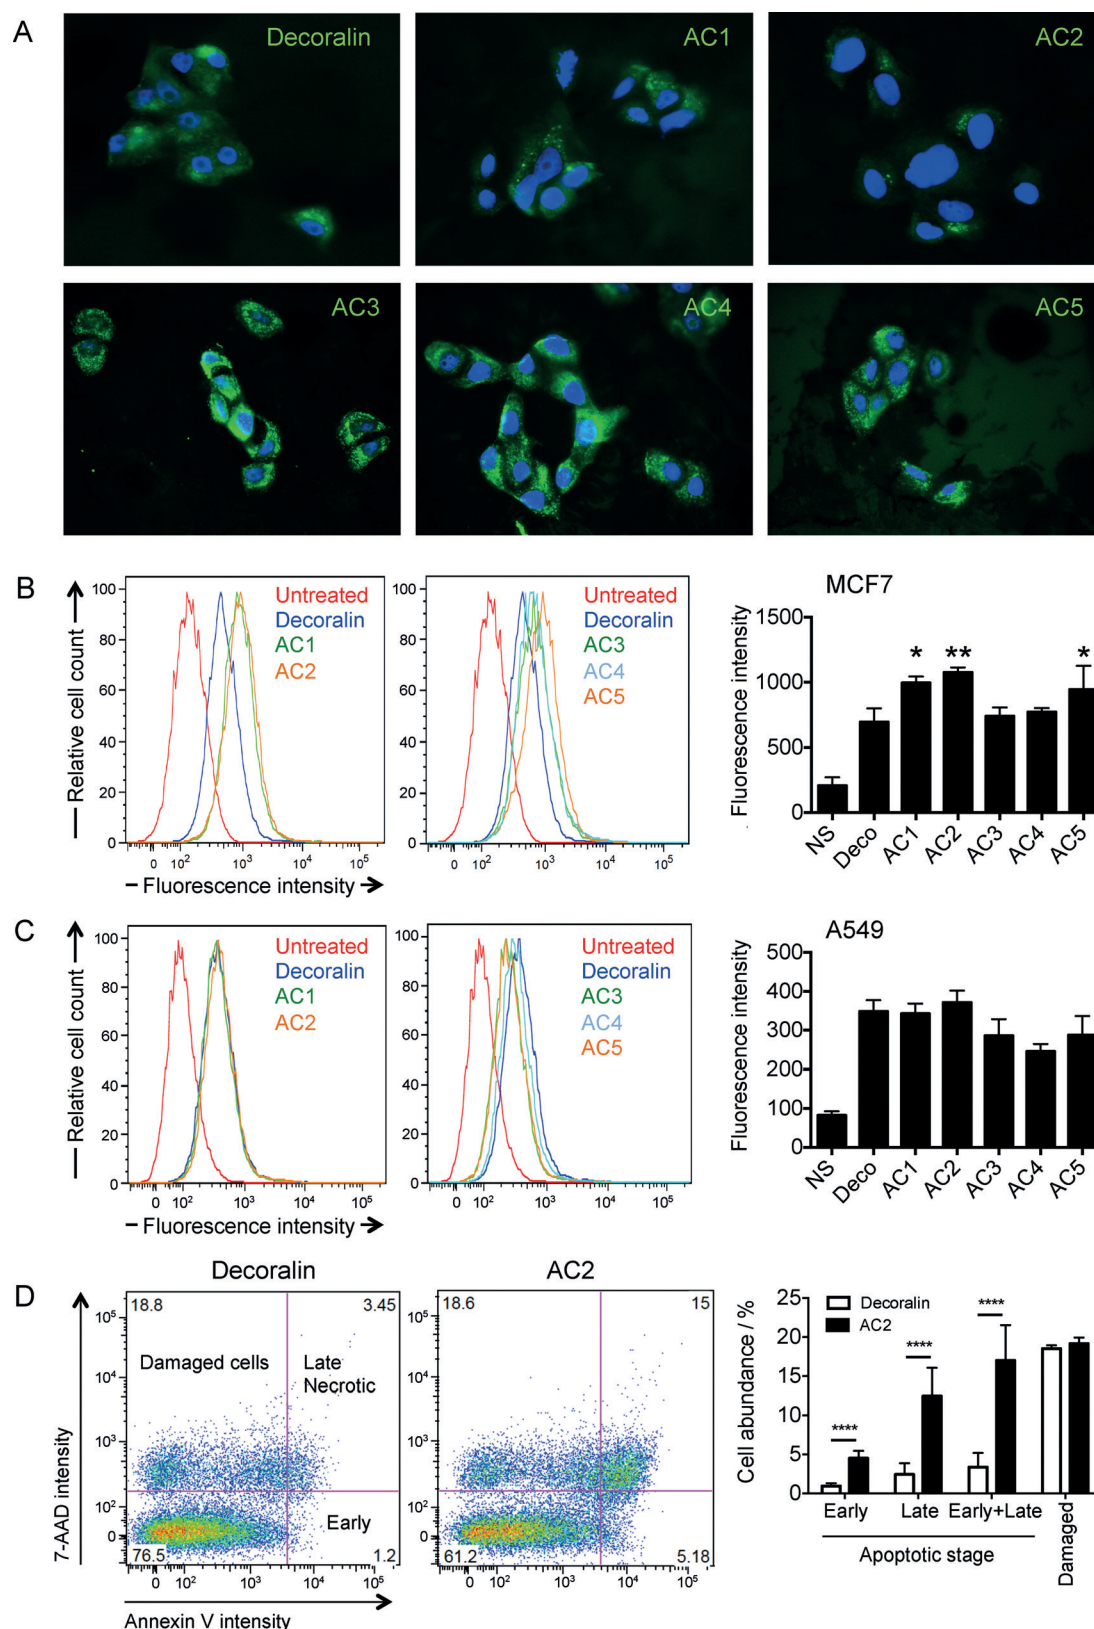 A
Decoralin
AC1
AC2
AC3
AC4
AC5
B
Relative cell count
100
80
60
40
20
0
Untreated
Decoralin
AC1
AC2
0 10² 10³ 10⁴ 10⁵
Fluorescence intensity
100
80
60
40
20
0
Untreated
Decoralin
AC3
AC4
AC5
0 10² 10³ 10⁴ 10⁵
MCF7
Fluorescence intensity
1500
1000
500
0
* ** *
NS Deco AC1 AC2 AC3 AC4 AC5
C
Relative cell count
100
80
60
40
20
0
Untreated
Decoralin
AC1
AC2
0 10² 10³ 10⁴ 10⁵
Fluorescence intensity
100
80
60
40
20
0
Untreated
Decoralin
AC3
AC4
AC5
0 10² 10³ 10⁴ 10⁵
A549
Fluorescence intensity
500
400
300
200
100
0
NS Deco AC1 AC2 AC3 AC4 AC5
D
7-AAD intensity
Decoralin
10⁵
10⁴
10³
10²
0
18.8 3.45
Damaged cells
Late
Necrotic
Early
76.5 1.2
0 10² 10³ 10⁴ 10⁵
Annexin V intensity
AC2
10⁵
10⁴
10³
10²
0
18.6 15
61.2 5.18
0 10² 10³ 10⁴ 10⁵
Cell abundance / %
25
20
15
10
5
0
Decoralin
AC2
****
****
****
Early Late Early+Late
Apoptotic stage
Damaged